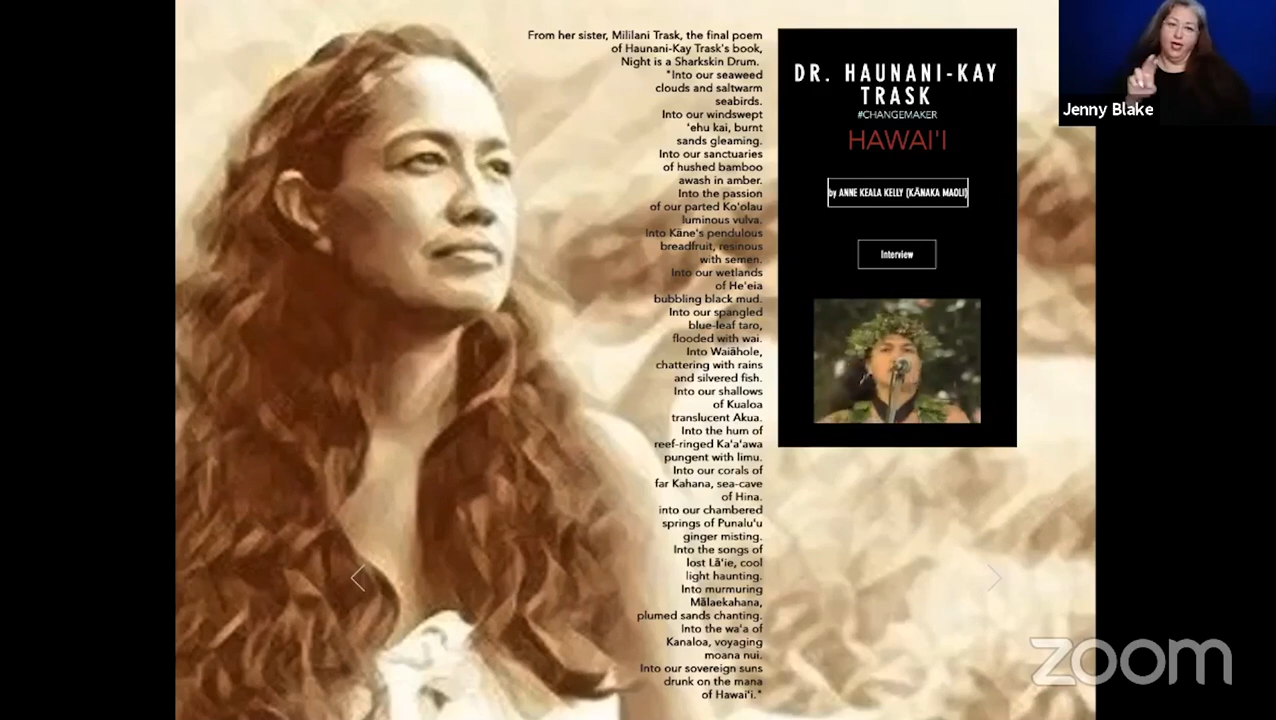 From her sister, Mililani Trask, the final poem
of Haunani-Kay Trask's book,
Night is a Sharkskin Drum.
"Into our seaweed
clouds and saltwarm
seabirds.
Into our windswept
'ehu kai, burnt
sands gleaming.
Into our sanctuaries
of hushed bamboo
awash in amber.
Into the passion
of our parted Ko'olau
luminous vulva.
Into Kāne's pendulous
breadfruit, resinous
with semen.
Into our wetlands
of He'eia
bubbling black mud.
Into our spangled
blue-leaf taro,
flooded with wai.
Into Waiāhole,
chattering with rains
and silvered fish.
Into our shallows
of Kualoa
translucent Akua.
Into the hum of
reef-ringed Ka'a'awa
pungent with limu.
Into our corals of
far Kahana, sea-cave
of Hina.
into our chambered
springs of Punalu'u
ginger misting.
Into the songs of
lost Lā'ie, cool
light haunting.
Into murmuring
Mālaekahana,
plumed sands chanting.
Into the wa'a of
Kanaloa, voyaging
moana nui.
Into our sovereign suns
drunk on the mana
of Hawai'i."
DR. HAUNANI-KAY
TRASK
#CHANGEMAKER
HAWAI'I
by ANNE KEALA KELLY (KĀNAKA MAOLI)
Interview
Jenny Blake
zoom